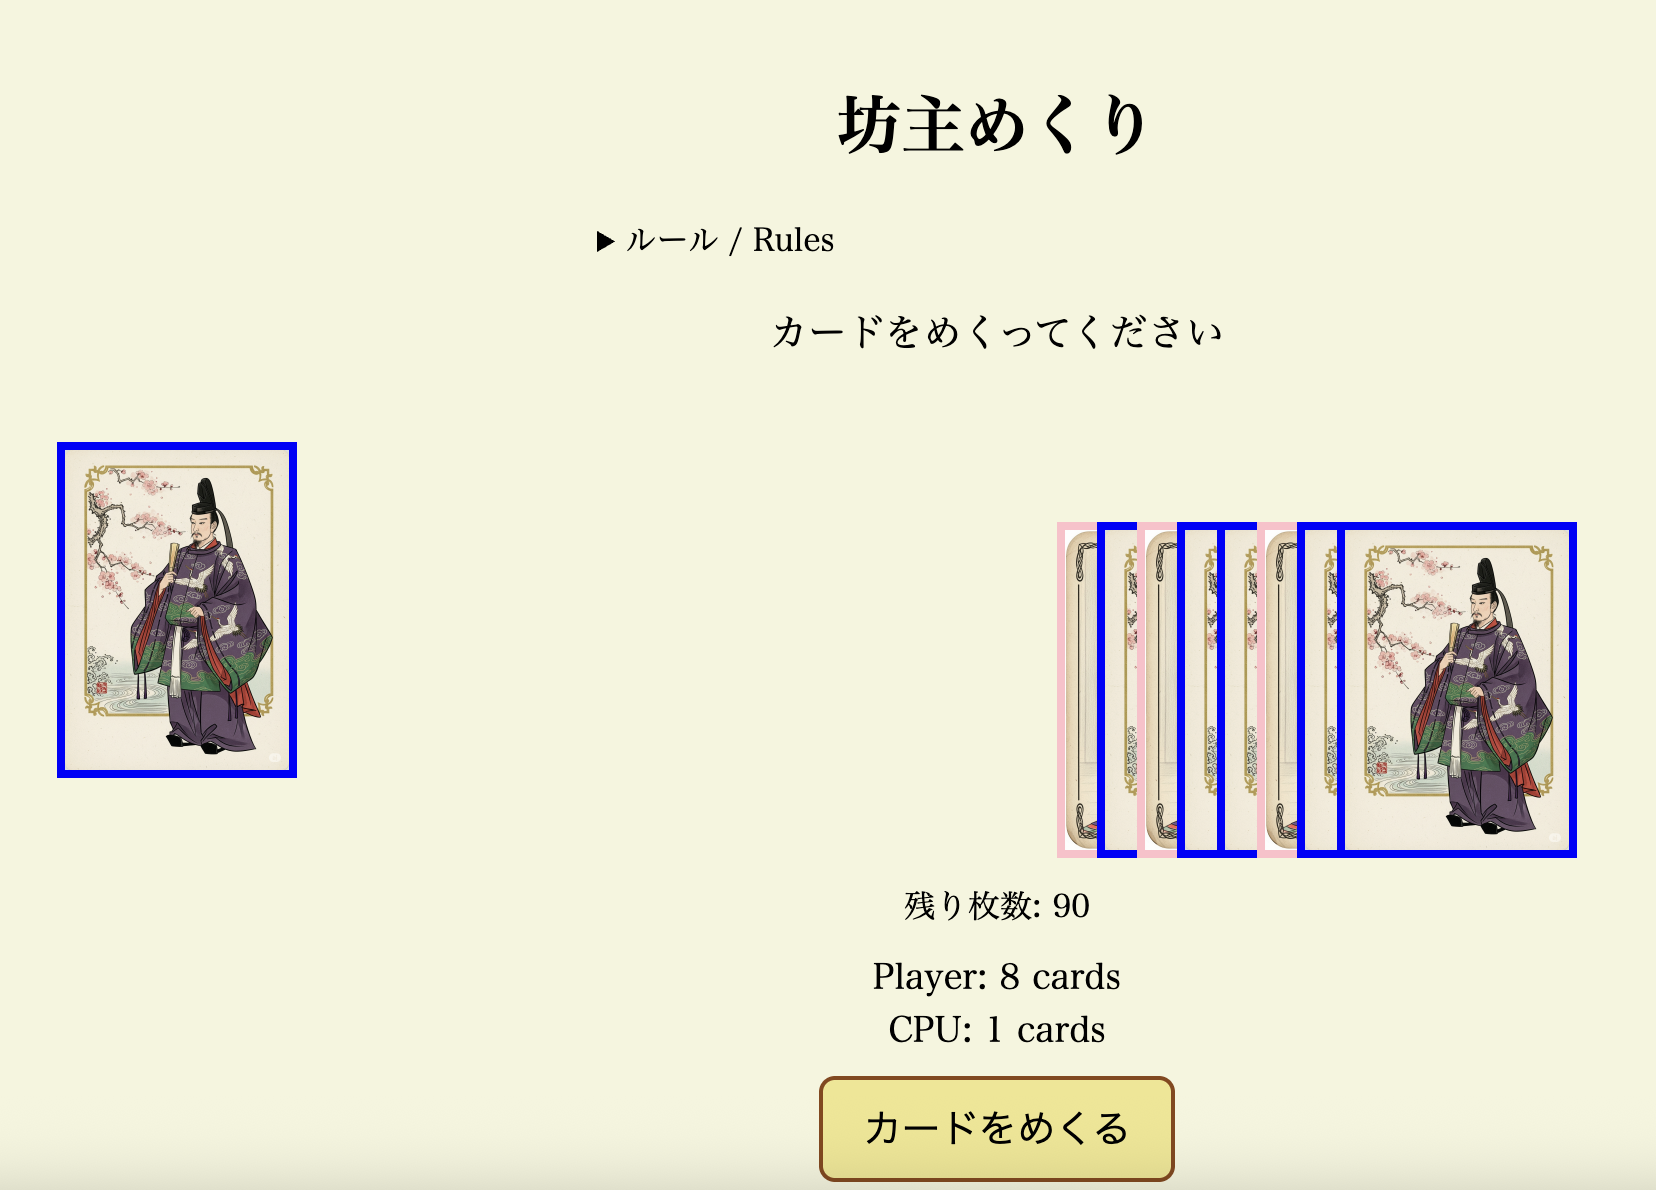 坊主めくり
▶ ルール / Rules
カードをめくってください
残り枚数: 90
Player: 8 cards
CPU: 1 cards
カードをめくる